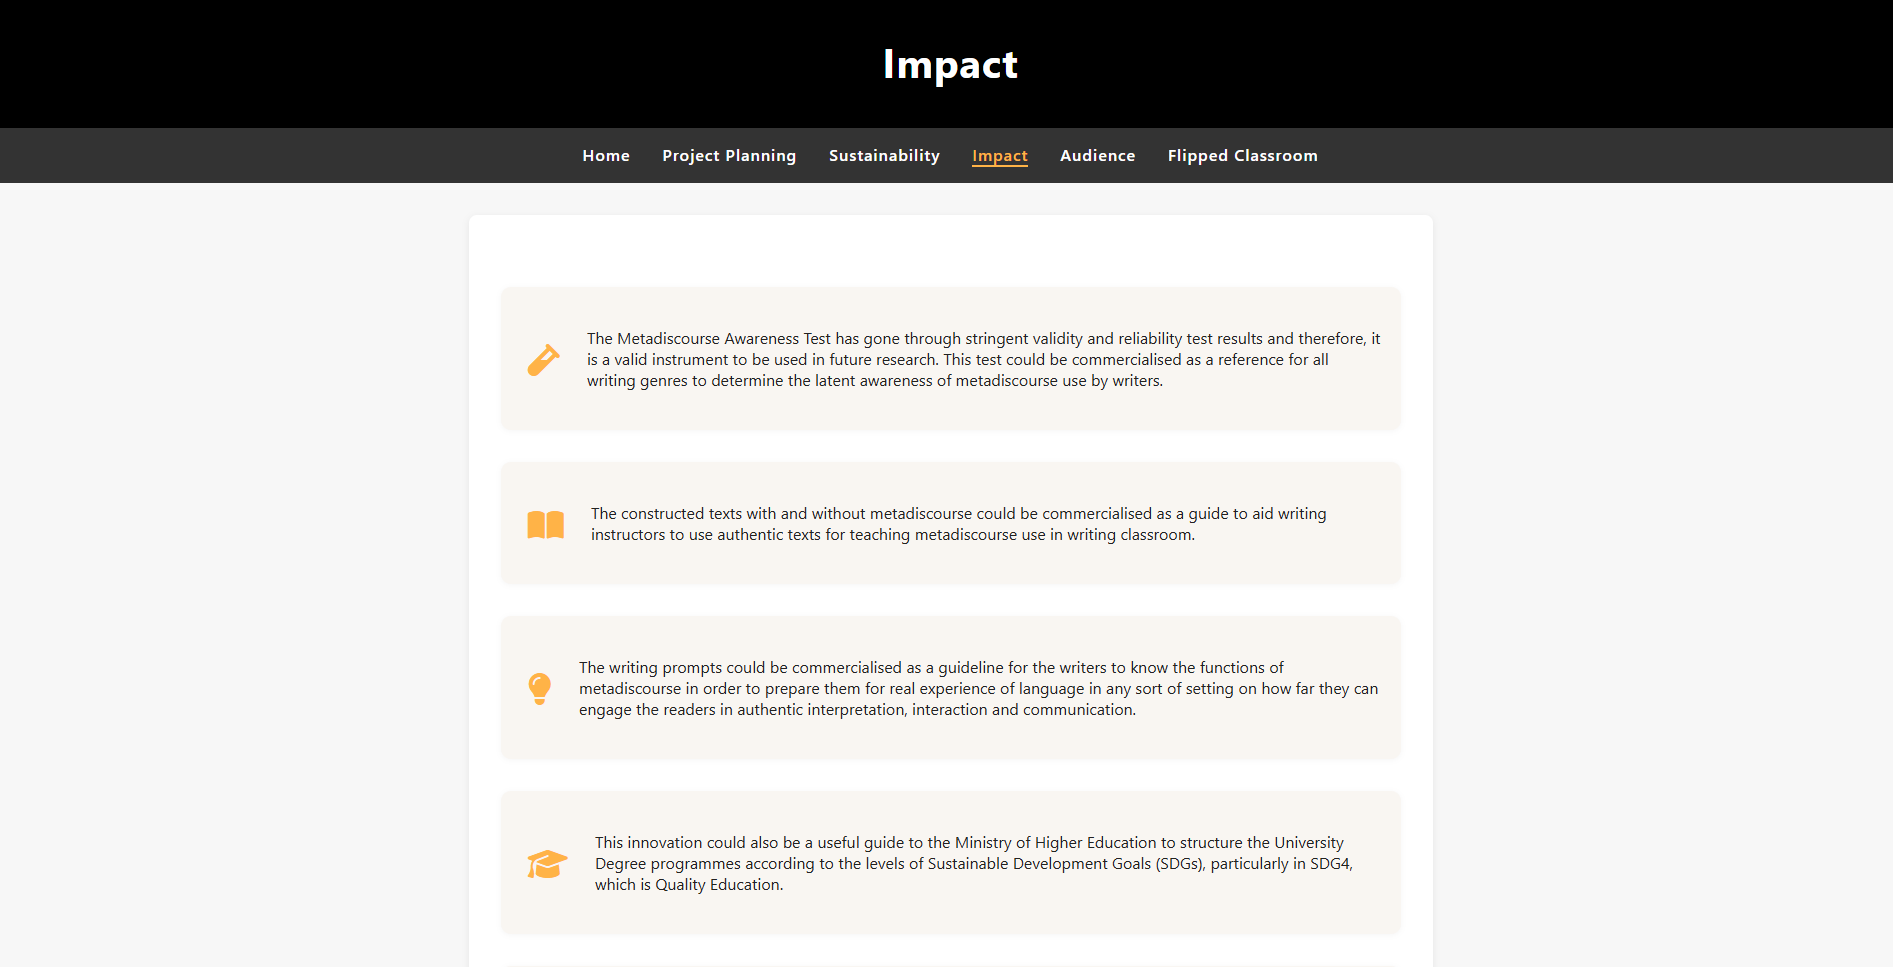 Impact
Home Project Planning Sustainability Impact Audience Flipped Classroom
The Metadiscourse Awareness Test has gone through stringent validity and reliability test results and therefore, it
is a valid instrument to be used in future research. This test could be commercialised as a reference for all
writing genres to determine the latent awareness of metadiscourse use by writers.
The constructed texts with and without metadiscourse could be commercialised as a guide to aid writing
instructors to use authentic texts for teaching metadiscourse use in writing classroom.
The writing prompts could be commercialised as a guideline for the writers to know the functions of
metadiscourse in order to prepare them for real experience of language in any sort of setting on how far they can
engage the readers in authentic interpretation, interaction and communication.
This innovation could also be a useful guide to the Ministry of Higher Education to structure the University
Degree programmes according to the levels of Sustainable Development Goals (SDGs), particularly in SDG4,
which is Quality Education.